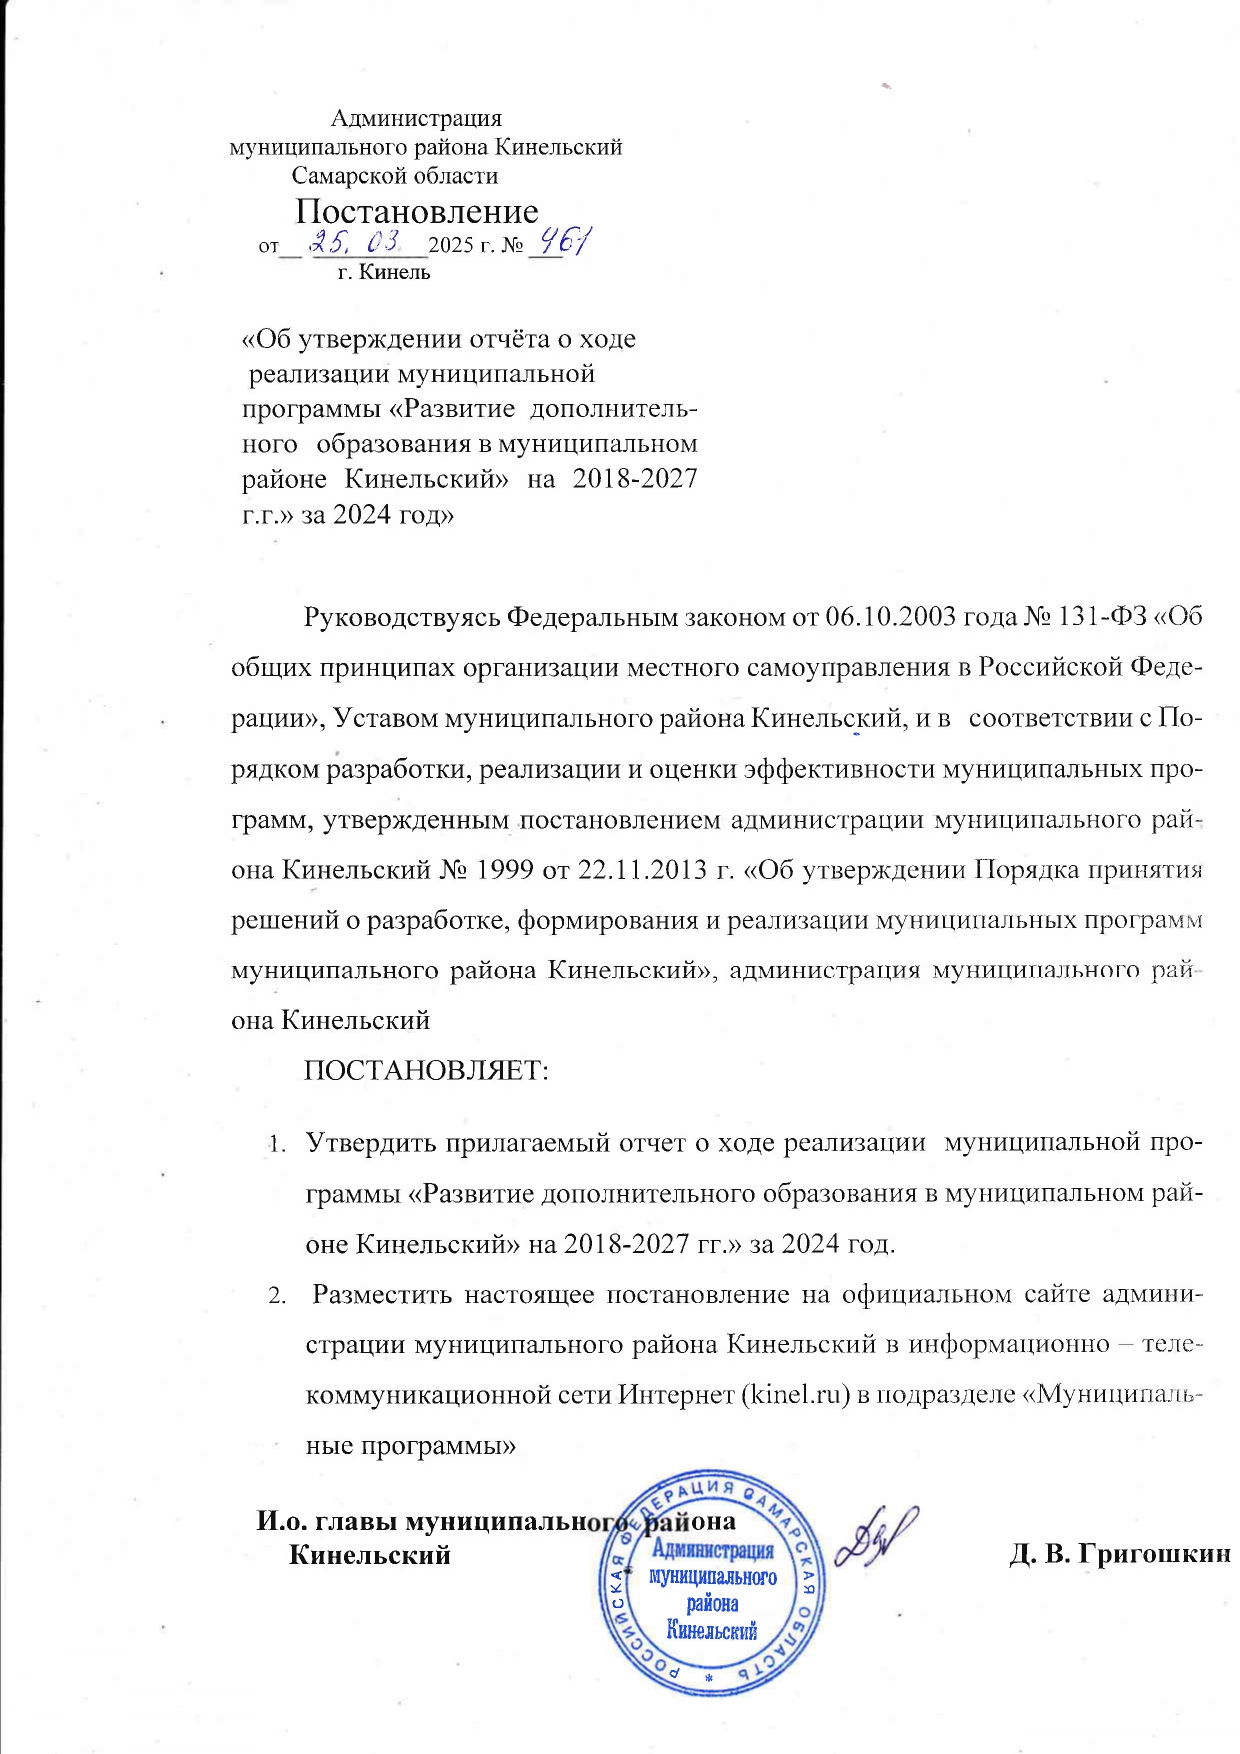 Администрация
муниципального района Кинельский
Самарской области
Постановление
от 25.03 2025 г. № 461
г. Кинель
«Об утверждении отчёта о ходе
реализации муниципальной
программы «Развитие дополнитель-
ного образования в муниципальном
районе Кинельский» на 2018-2027
г.г.» за 2024 год»
Руководствуясь Федеральным законом от 06.10.2003 года № 131-ФЗ «Об
общих принципах организации местного самоуправления в Российской Феде-
рации», Уставом муниципального района Кинельский, и в соответствии с По-
рядком разработки, реализации и оценки эффективности муниципальных про-
грамм, утвержденным постановлением администрации муниципального рай-
она Кинельский № 1999 от 22.11.2013 г. «Об утверждении Порядка принятия
решений о разработке, формирования и реализации муниципальных программ
муниципального района Кинельский», администрация муниципального рай-
она Кинельский
ПОСТАНОВЛЯЕТ:
1. Утвердить прилагаемый отчет о ходе реализации муниципальной про-
граммы «Развитие дополнительного образования в муниципальном рай-
оне Кинельский» на 2018-2027 гг.» за 2024 год.
2. Разместить настоящее постановление на официальном сайте админи-
страции муниципального района Кинельский в информационно – теле-
коммуникационной сети Интернет (kinel.ru) в подразделе «Муниципаль-
ные программы»
И.о. главы муниципального района
Кинельский
Д. В. Григошкин
РОССИЙСКАЯ ФЕДЕРАЦИЯ САМАРСКАЯ ОБЛАСТЬ *
Администрация
муниципального
района
Кинельский